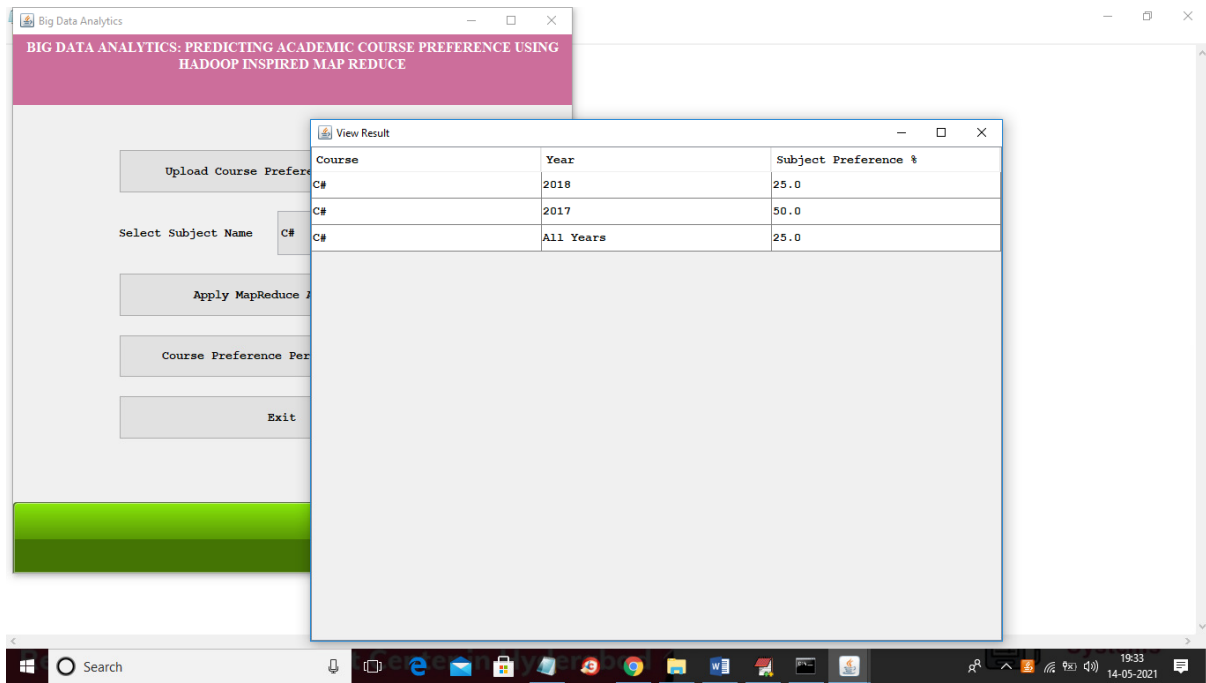 Big Data Analytics
BIG DATA ANALYTICS: PREDICTING ACADEMIC COURSE PREFERENCE USING
HADOOP INSPIRED MAP REDUCE
View Result
Course Year Subject Preference %
C# 2018 25.0
C# 2017 50.0
C# All Years 25.0
Upload Course Prefere
Select Subject Name C#
Apply MapReduce
Course Preference Per
Exit
Search
19:33
14-05-2021